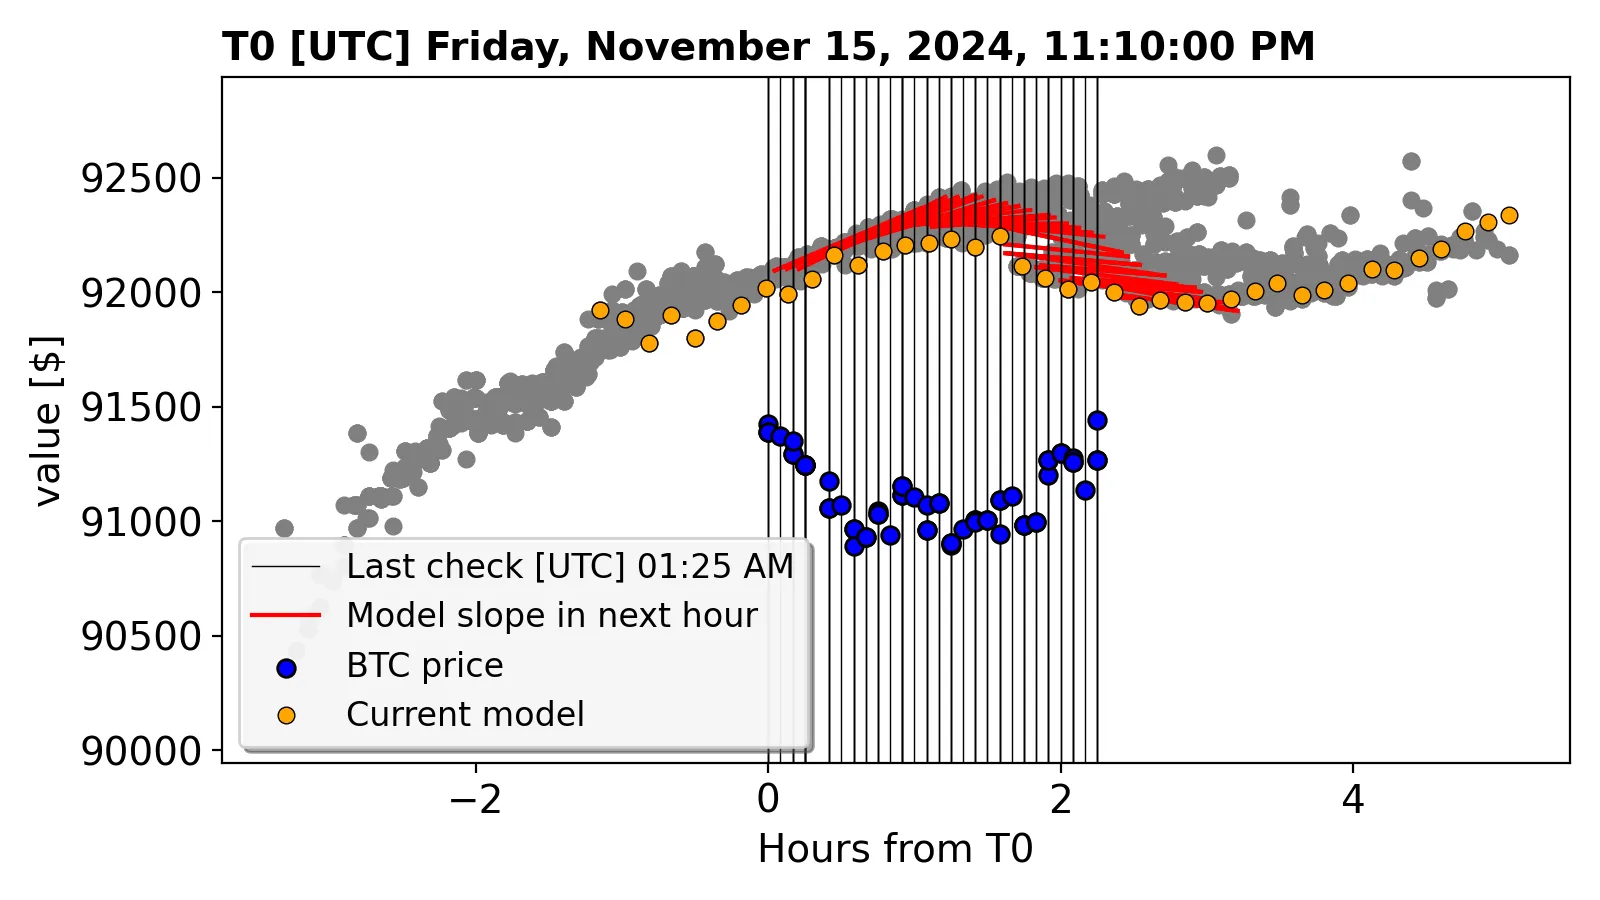 T0 [UTC] Friday, November 15, 2024, 11:10:00 PM
92500
92000
91500
91000
90500
90000
value [$]
Last check [UTC] 01:25 AM
Model slope in next hour
BTC price
Current model
−2 0 2 4
Hours from T0